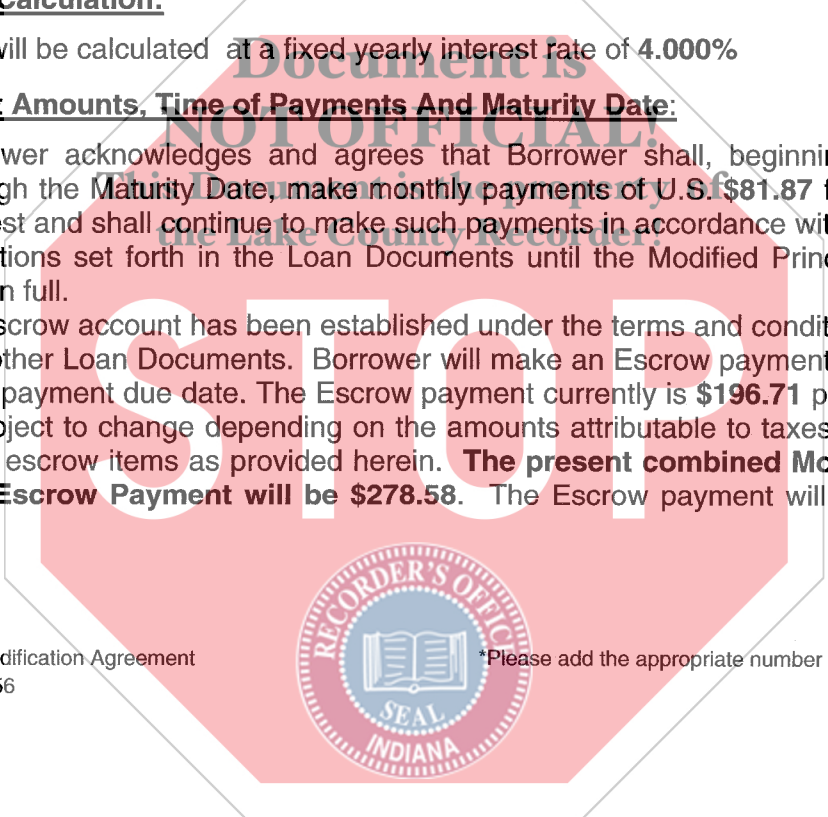 Calculation:
will be calculated at a fixed yearly interest rate of 4.000%
Document is
Amounts, Time of Payments And Maturity Date:
NOT OFFICIAL!
wer acknowledges and agrees that Borrower shall, beginnin
gh the Maturity Date, make monthly payments of U.S. $81.87 f
This Document is the property of
st and shall continue to make such payments in accordance wit
the Lake County Recorder!
tions set forth in the Loan Documents until the Modified Princ
n full.
scrow account has been established under the terms and condit
other Loan Documents. Borrower will make an Escrow payment
payment due date. The Escrow payment currently is $196.71 p
bject to change depending on the amounts attributable to taxes
escrow items as provided herein. The present combined Mo
Escrow Payment will be $278.58. The Escrow payment will
STOP
RECORDER'S OFFICE
SEAL
INDIANA
dification Agreement *Please add the appropriate number
56